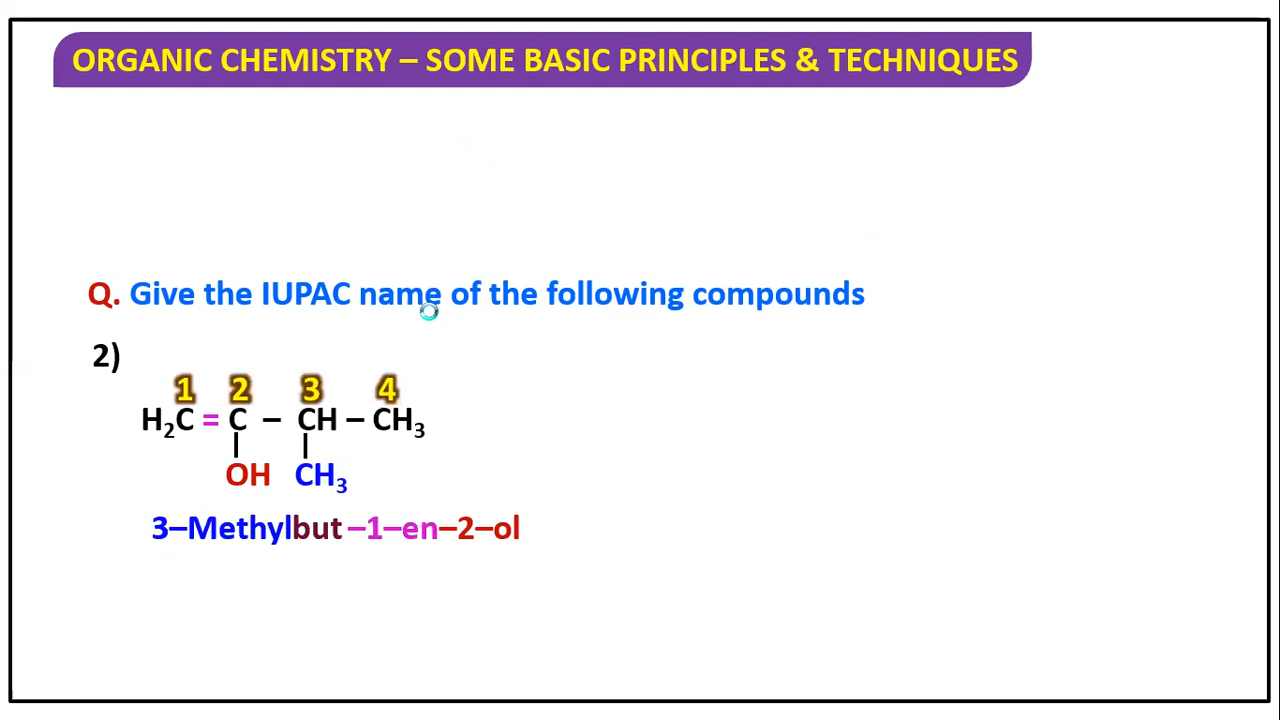 ORGANIC CHEMISTRY – SOME BASIC PRINCIPLES & TECHNIQUES
Q. Give the IUPAC name of the following compounds
2)
1 2 3 4
H₂C = C – CH – CH₃
OH CH₃
3–Methylbut –1–en–2–ol